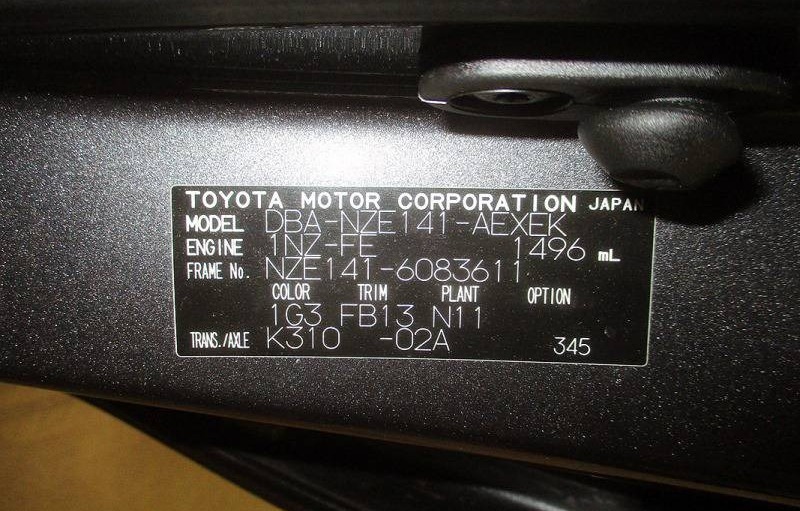 TOYOTA MOTOR CORPORATION JAPAN
MODEL DBA-NZE141-AEXEK
ENGINE 1NZ-FE 1496 mL
FRAME No. NZE141-6083611
COLOR TRIM PLANT OPTION
1G3 FB13 N11
TRANS./AXLE K310 -02A 345